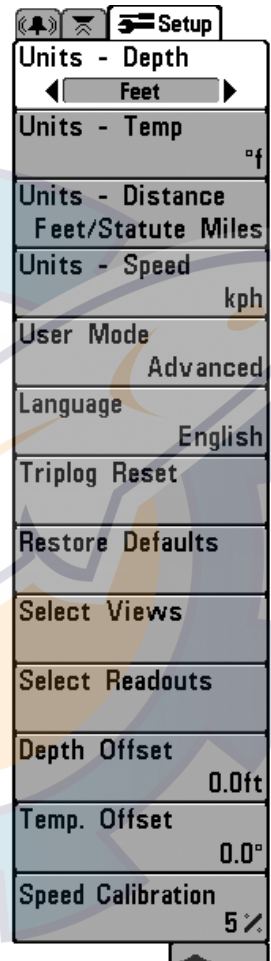 Setup
Units - Depth
Feet
Units - Temp
°f
Units - Distance
Feet/Statute Miles
Units - Speed
kph
User Mode
Advanced
Language
English
Triplog Reset
Restore Defaults
Select Views
Select Readouts
Depth Offset
0.0ft
Temp. Offset
0.0°
Speed Calibration
5%